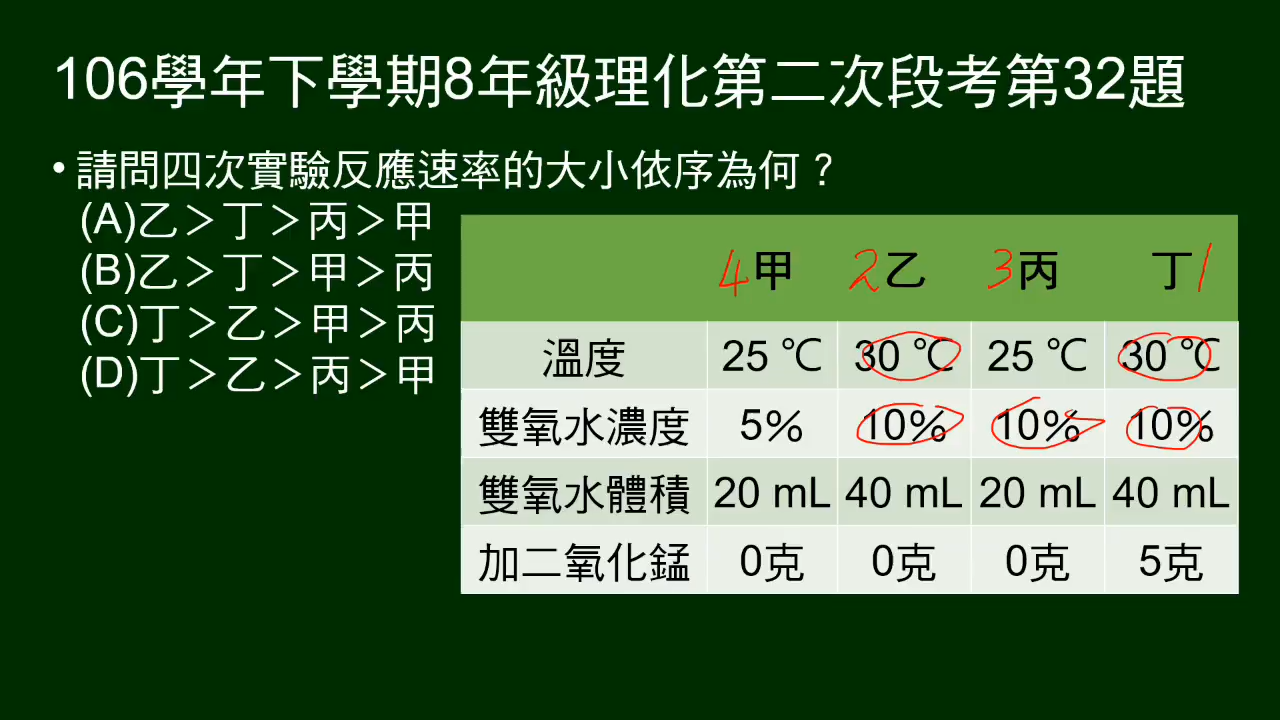 106學年下學期8年級理化第二次段考第32題
• 請問四次實驗反應速率的大小依序為何？
(A)乙＞丁＞丙＞甲
(B)乙＞丁＞甲＞丙
(C)丁＞乙＞甲＞丙
(D)丁＞乙＞丙＞甲
4甲 2乙 3丙 丁1
溫度 25 ℃ 30 ℃ 25 ℃ 30 ℃
雙氧水濃度 5% 10% 10% 10%
雙氧水體積 20 mL 40 mL 20 mL 40 mL
加二氧化錳 0克 0克 0克 5克